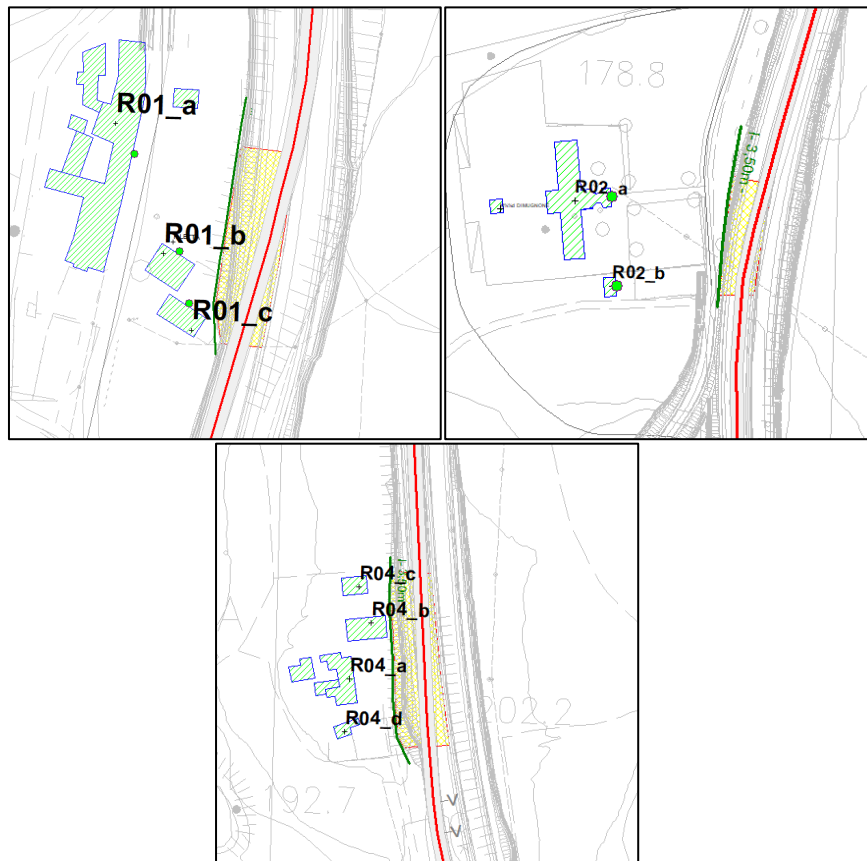 R01_a
R01_b
R01_c
178.8
I- 3,50m -
R02_a
R02_b
R04_c
R04_b
R04_a
R04_d
202.2
192.7
A
V
V